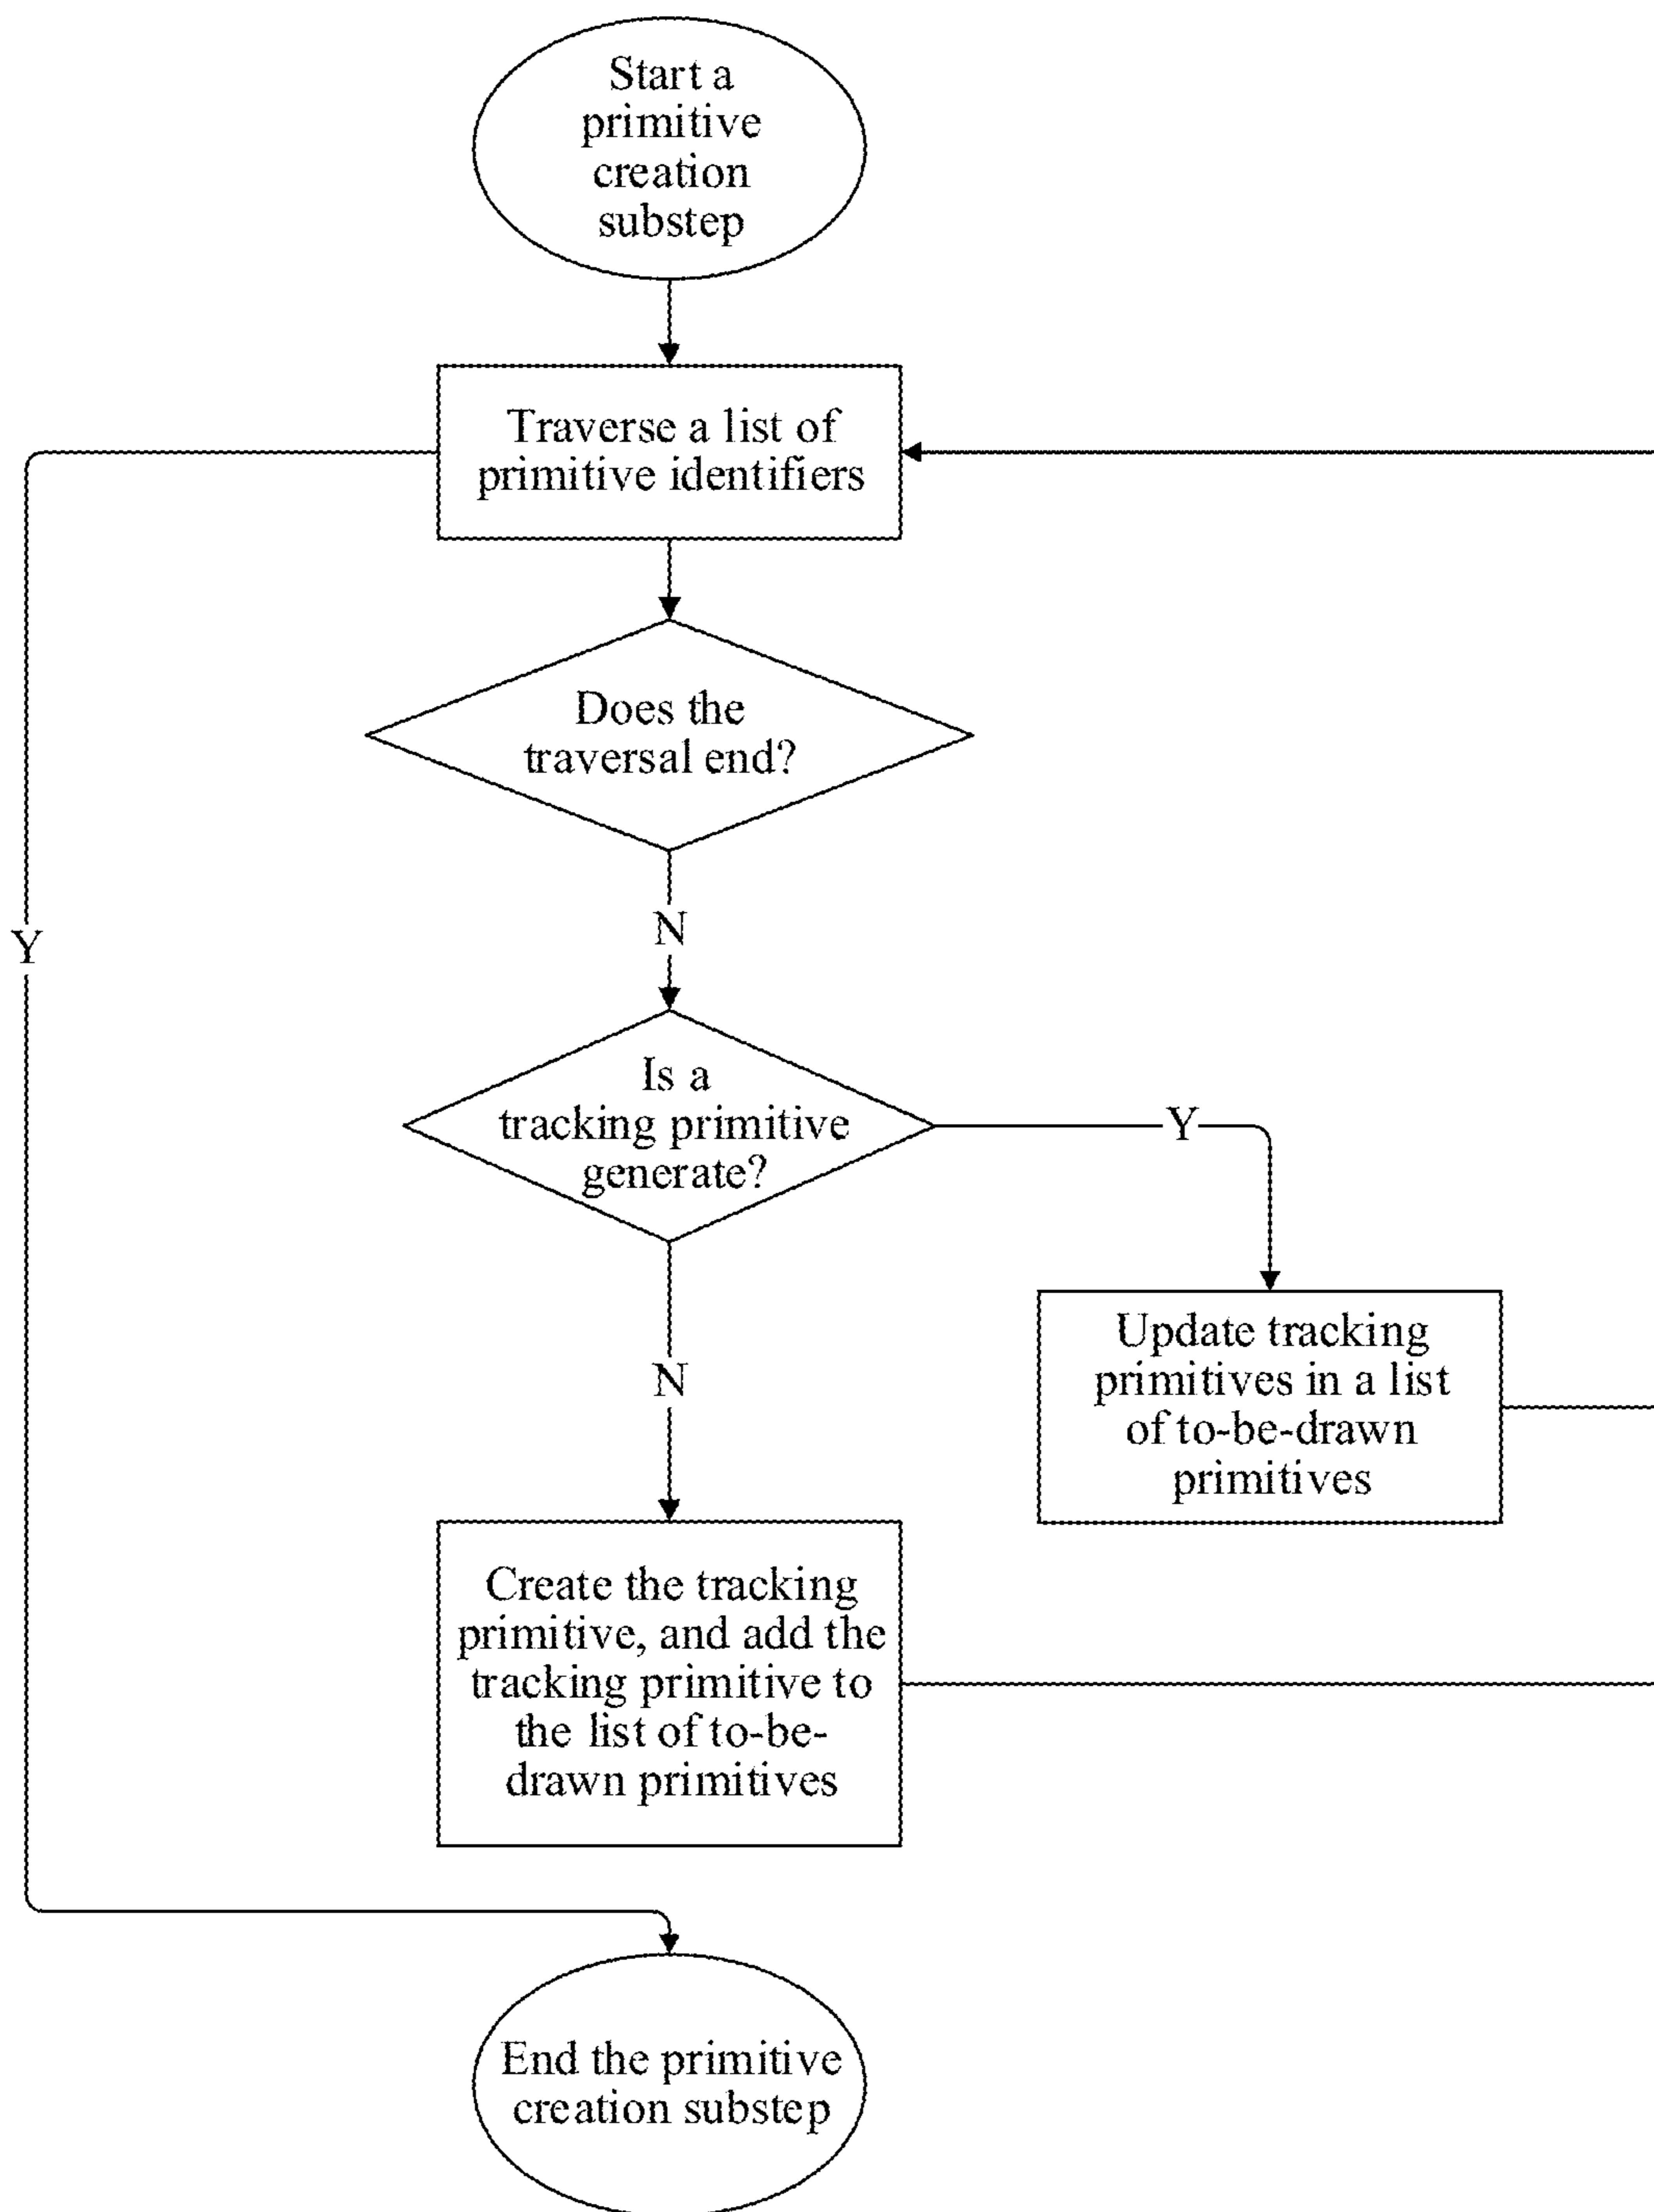 Start a
primitive
creation
substep
Traverse a list of
primitive identifiers
Does the
traversal end?
N
Y
Is a
tracking primitive
generate?
Y
N
Update tracking
primitives in a list
of to-be-drawn
primitives
Create the tracking
primitive, and add the
tracking primitive to
the list of to-be-
drawn primitives
End the primitive
creation substep